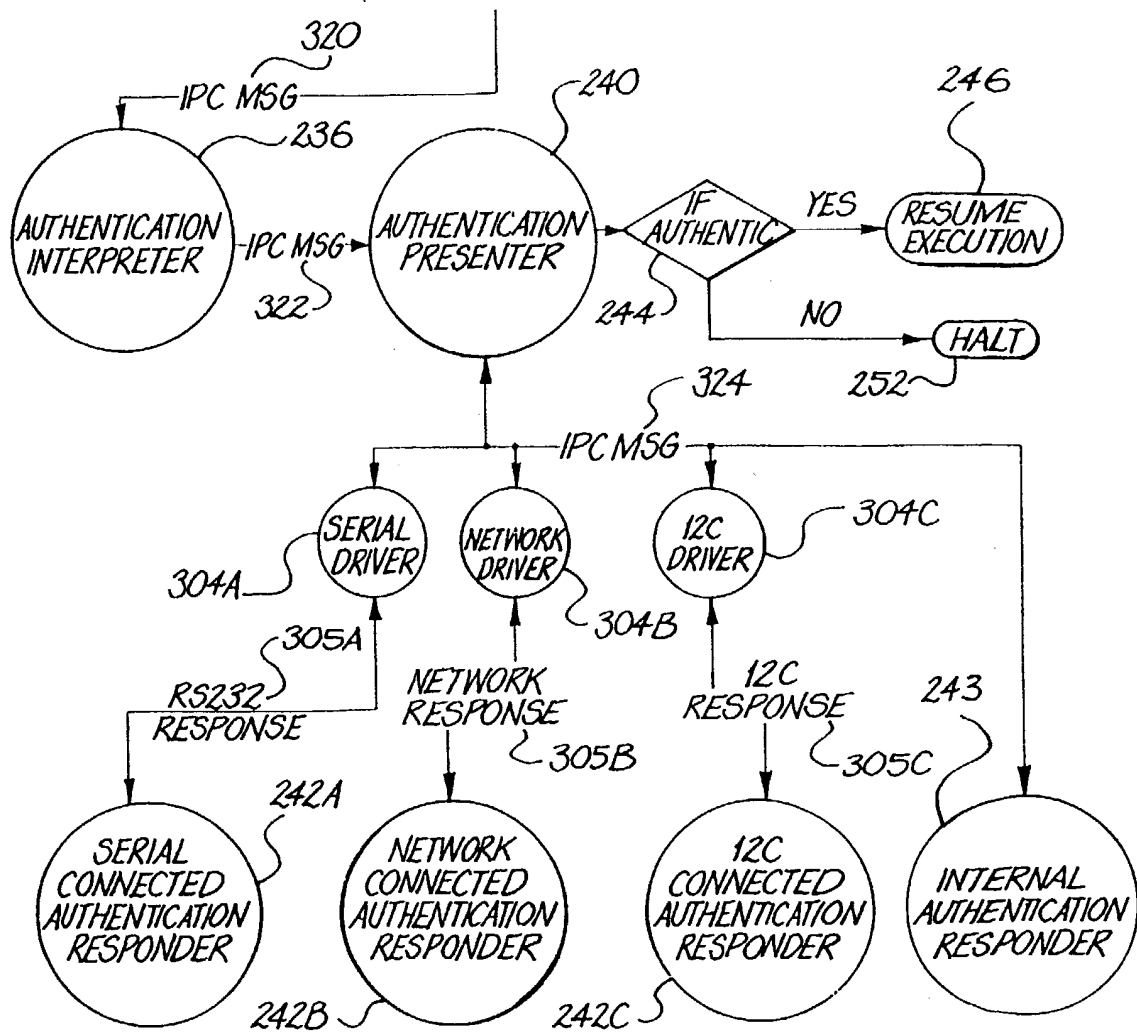 320
IPC MSG
236
240
246
AUTHENTICATION
INTERPRETER
IPC MSG
322
AUTHENTICATION
PRESENTER
IF
AUTHENTIC
244
YES
RESUME
EXECUTION
NO
HALT
252
324
IPC MSG
SERIAL
DRIVER
304A
NETWORK
DRIVER
304B
12C
DRIVER
304C
305A
RS232
RESPONSE
NETWORK
RESPONSE
305B
12C
RESPONSE
305C
243
242A
SERIAL
CONNECTED
AUTHENTICATION
RESPONDER
NETWORK
CONNECTED
AUTHENTICATION
RESPONDER
242B
12C
CONNECTED
AUTHENTICATION
RESPONDER
242C
INTERNAL
AUTHENTICATION
RESPONDER